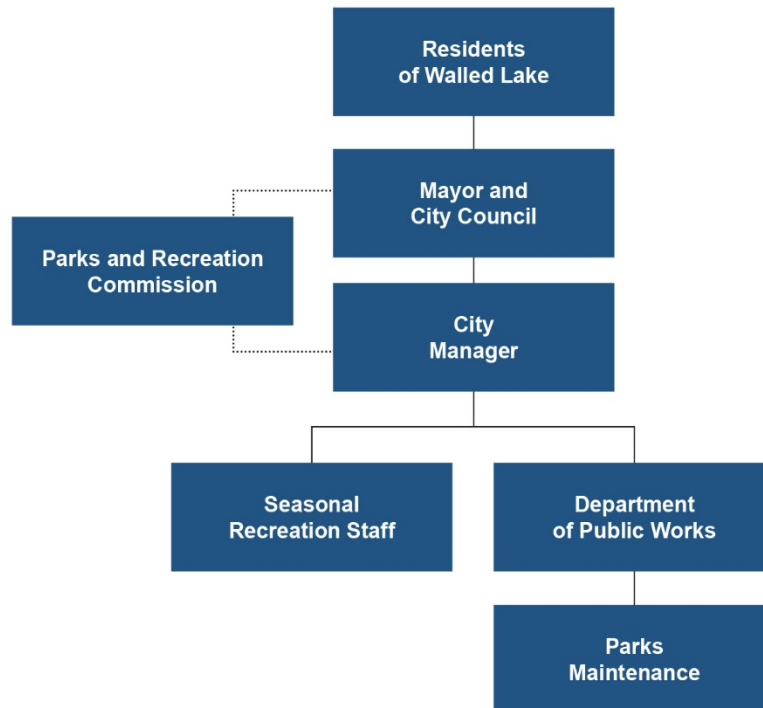 Residents
of Walled Lake
Mayor and
City Council
Parks and Recreation
Commission
City
Manager
Seasonal
Recreation Staff
Department
of Public Works
Parks
Maintenance